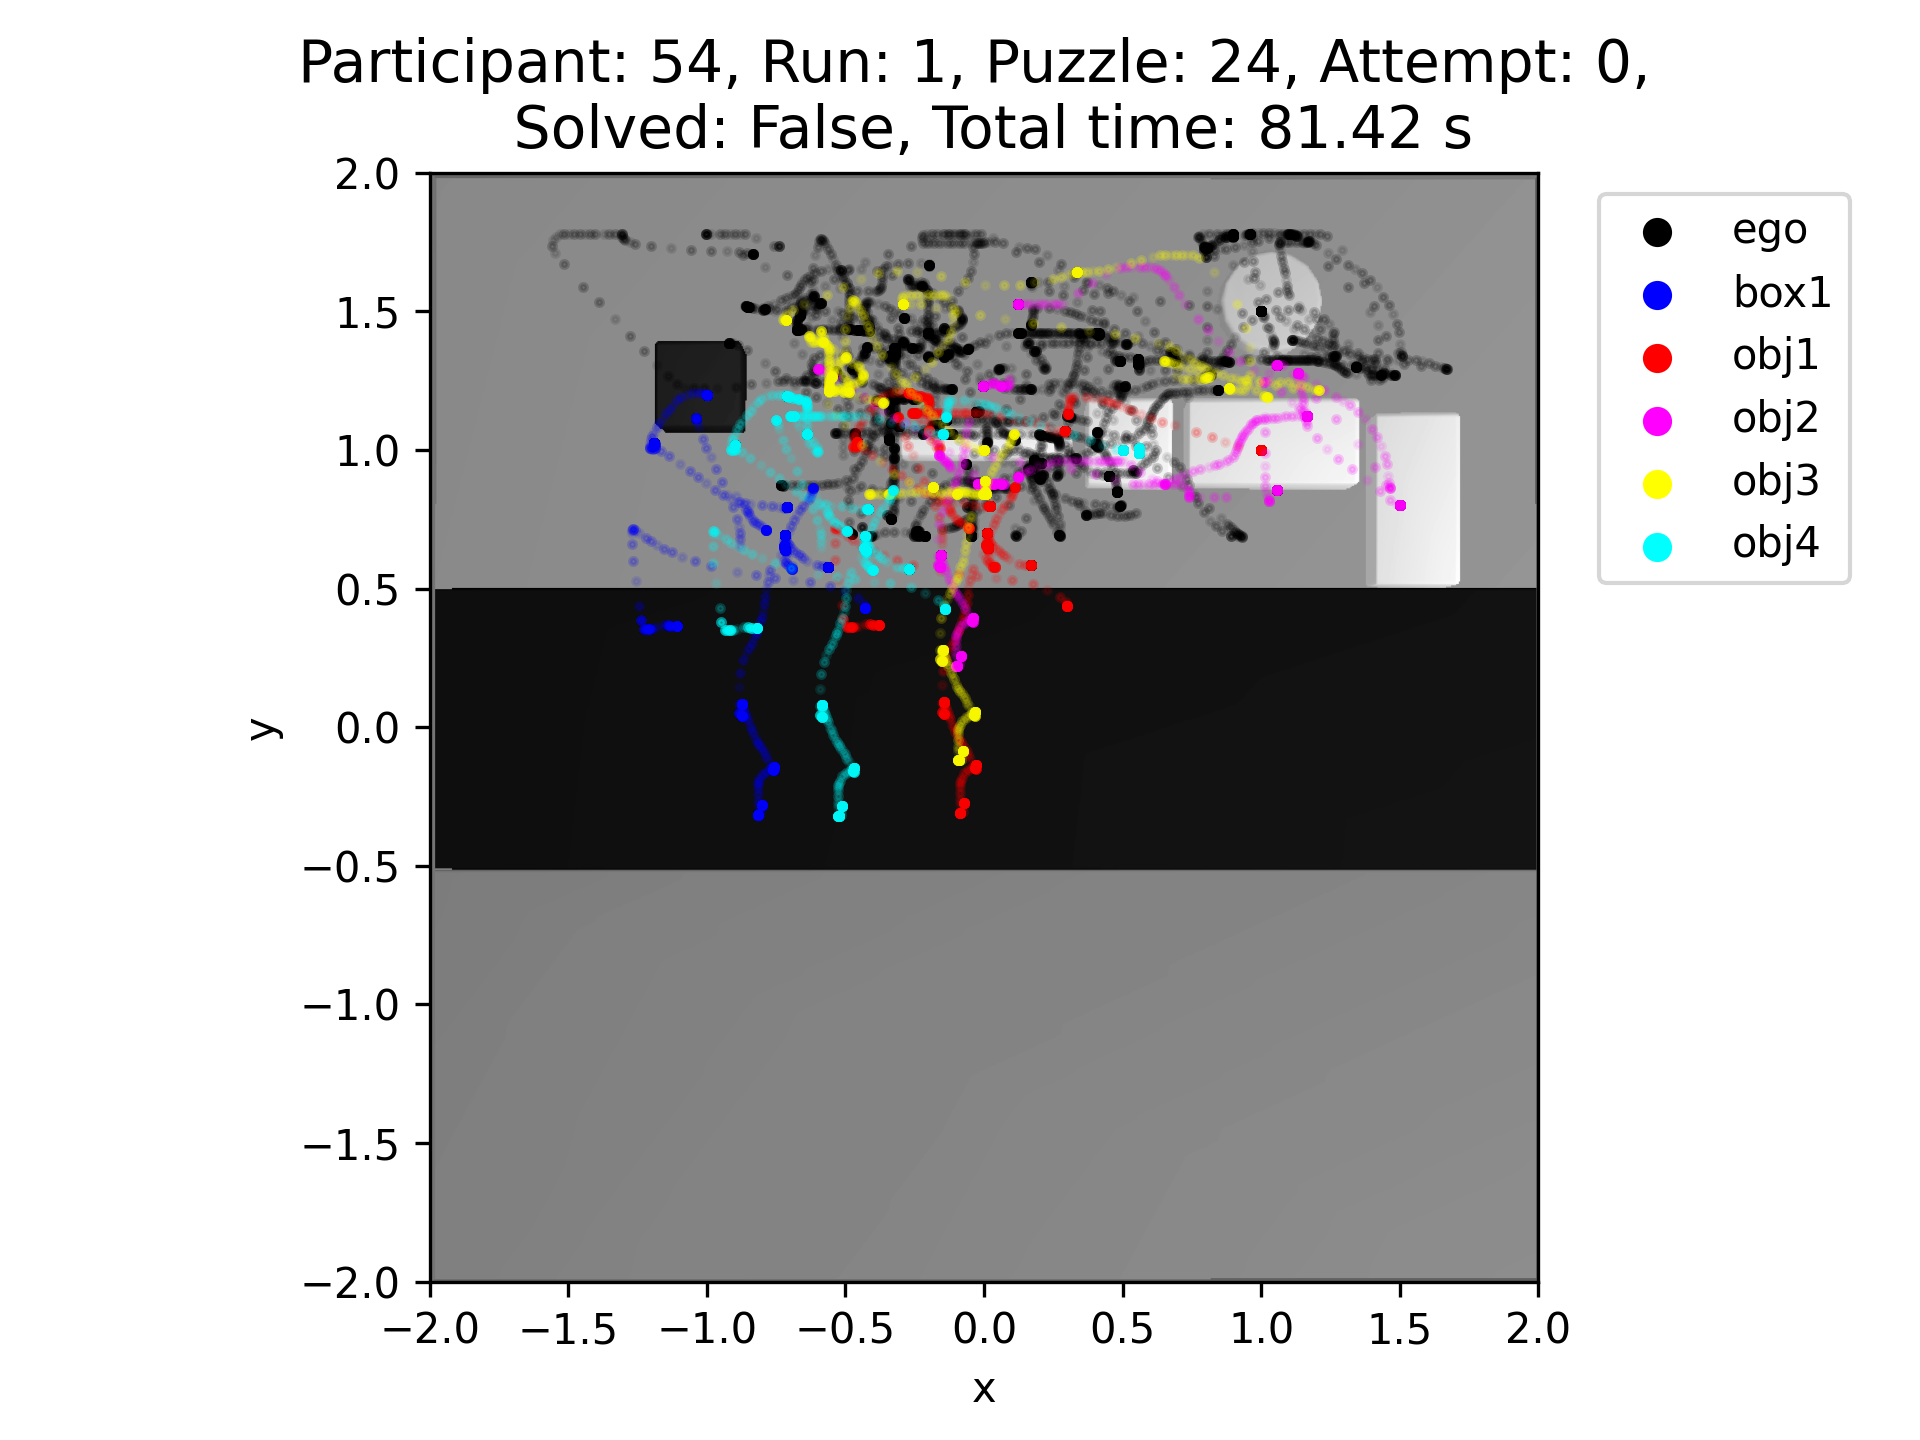 Participant: 54, Run: 1, Puzzle: 24, Attempt: 0,
Solved: False, Total time: 81.42 s
2.0
1.5
1.0
0.5
0.0
−0.5
−1.0
−1.5
−2.0
y
−2.0 −1.5 −1.0 −0.5 0.0 0.5 1.0 1.5 2.0
x
ego
box1
obj1
obj2
obj3
obj4